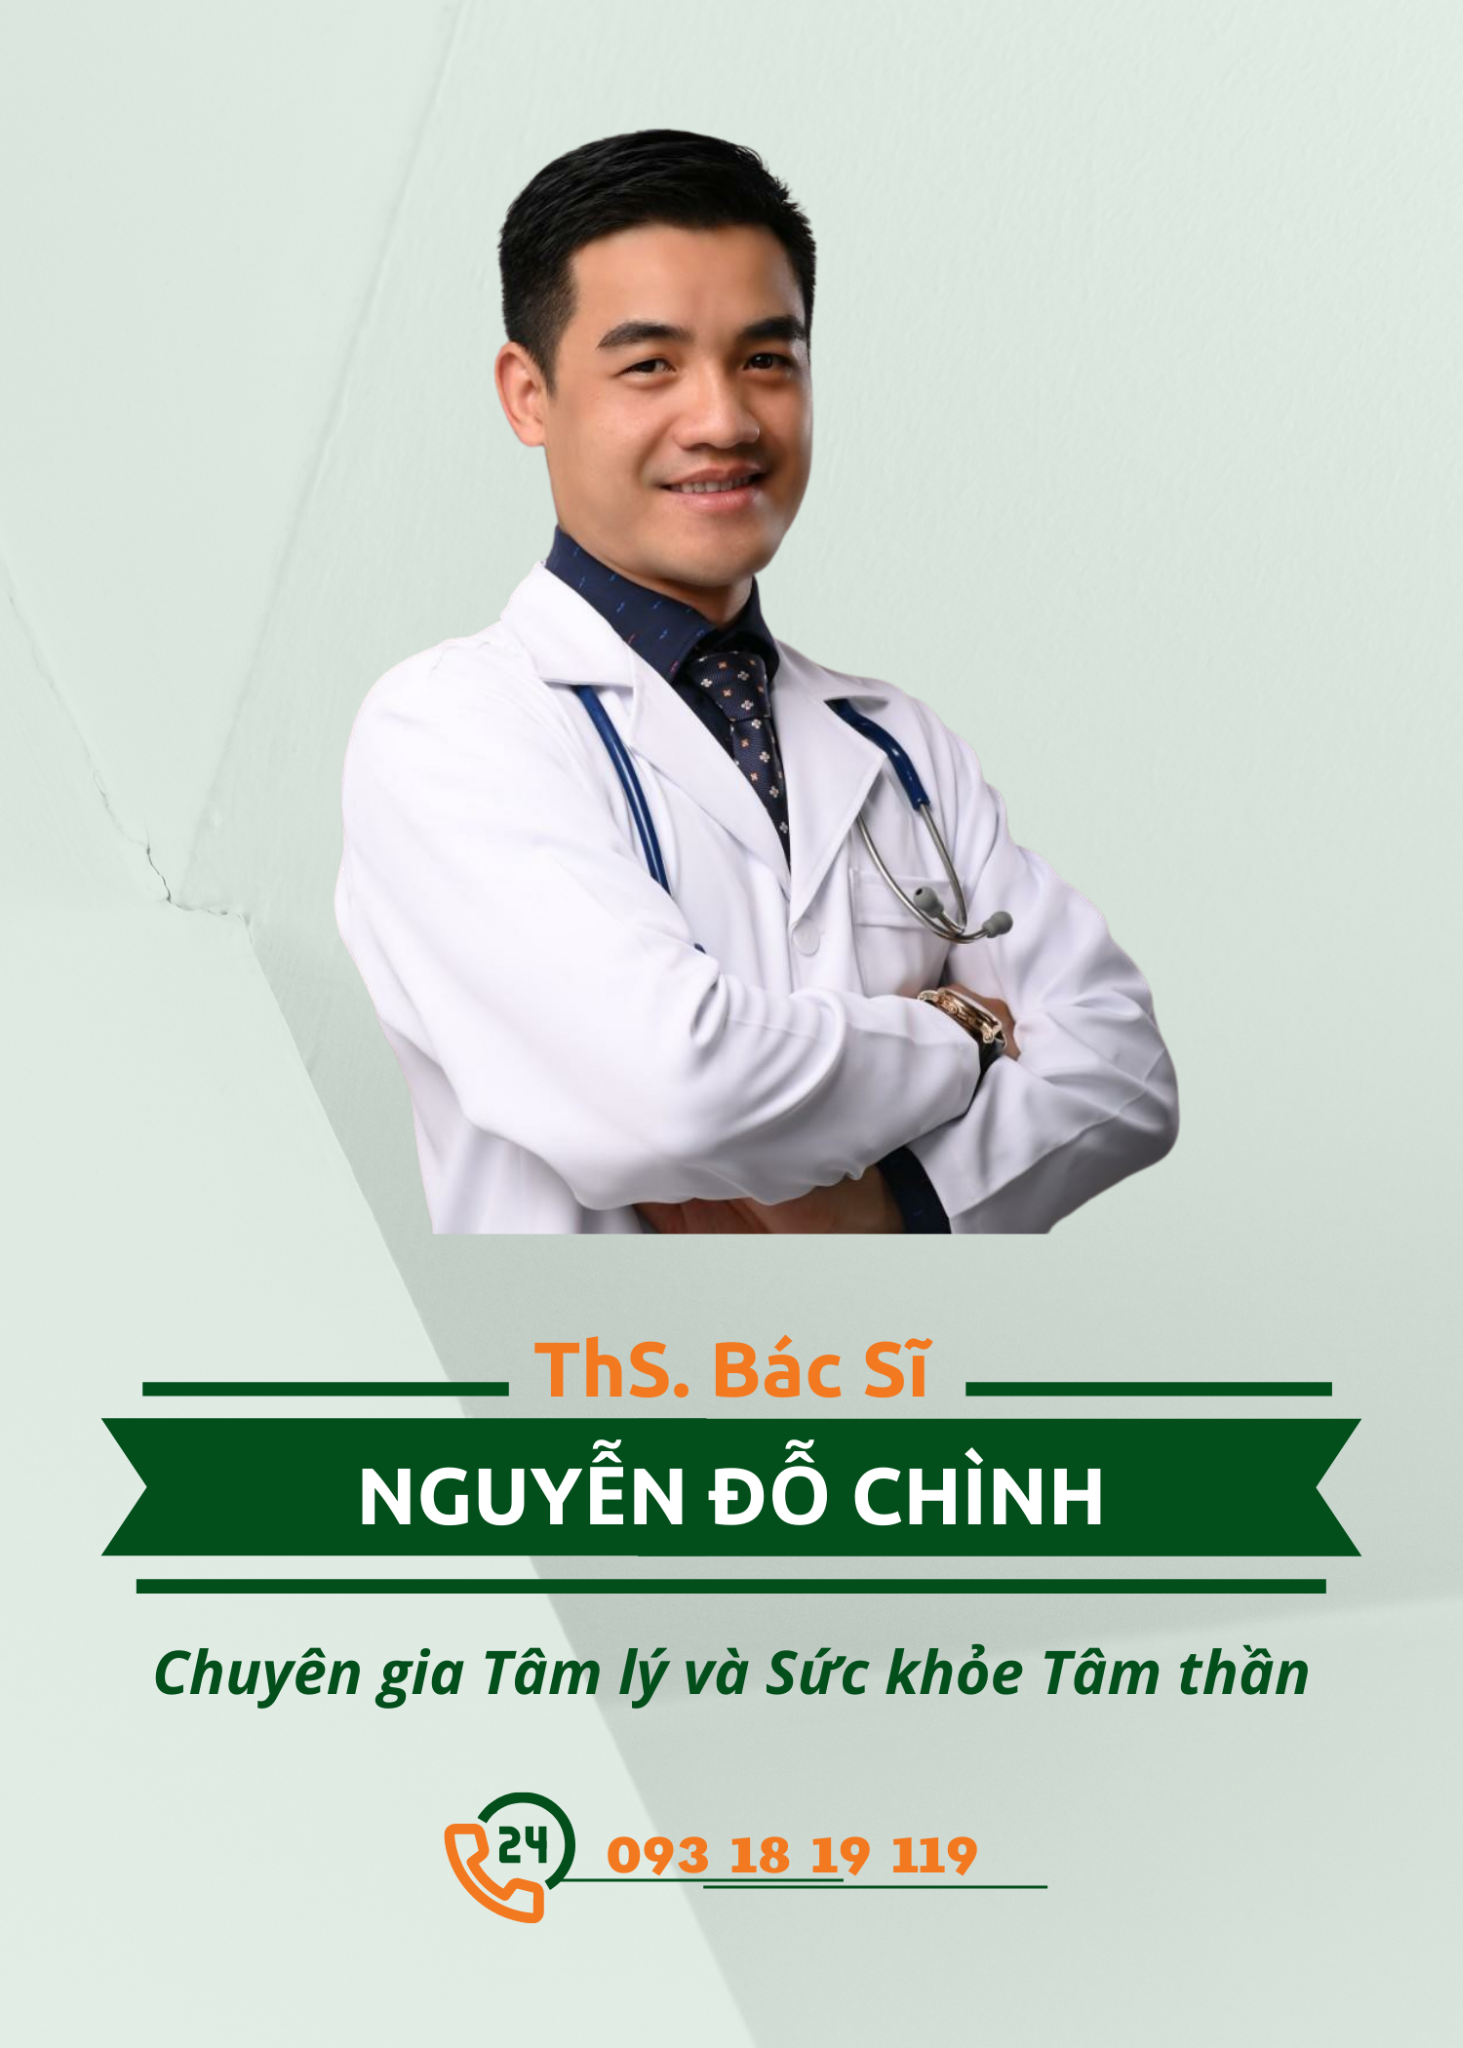 ThS. Bác Sĩ
NGUYỄN ĐỖ CHÌNH
Chuyên gia Tâm lý và Sức khỏe Tâm thần
24
093 18 19 119